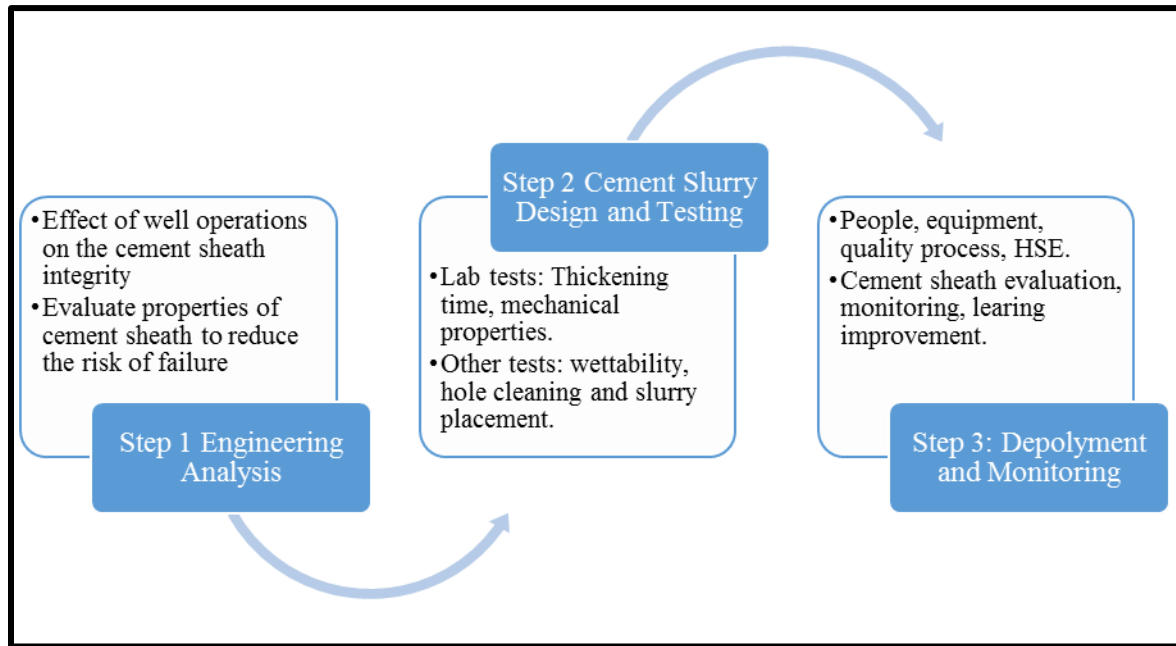 •Effect of well operations
on the cement sheath
integrity
•Evaluate properties of
cement sheath to reduce
the risk of failure
Step 1 Engineering
Analysis
Step 2 Cement Slurry
Design and Testing
•Lab tests: Thickening
time, mechanical
properties.
•Other tests: wettability,
hole cleaning and slurry
placement.
•People, equipment,
quality process, HSE.
•Cement sheath evaluation,
monitoring, learing
improvement.
Step 3: Depolyment
and Monitoring